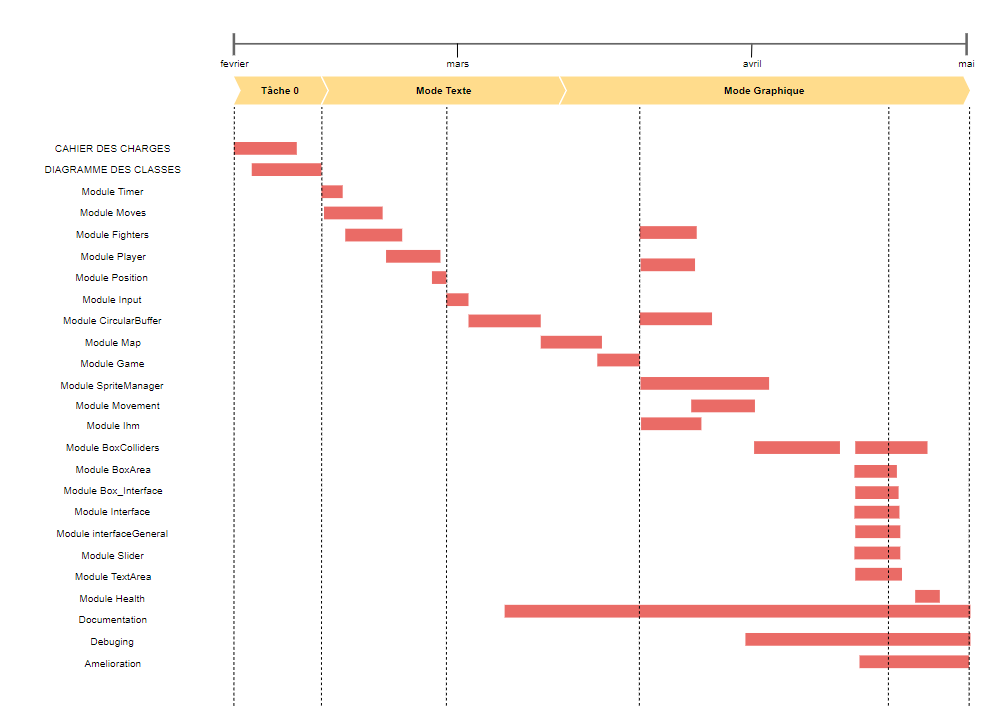 fevrier mars avril mai
Tâche 0 Mode Texte Mode Graphique
CAHIER DES CHARGES
DIAGRAMME DES CLASSES
Module Timer
Module Moves
Module Fighters
Module Player
Module Position
Module Input
Module CircularBuffer
Module Map
Module Game
Module SpriteManager
Module Movement
Module Ihm
Module BoxColliders
Module BoxArea
Module Box_Interface
Module Interface
Module interfaceGeneral
Module Slider
Module TextArea
Module Health
Documentation
Debuging
Amelioration